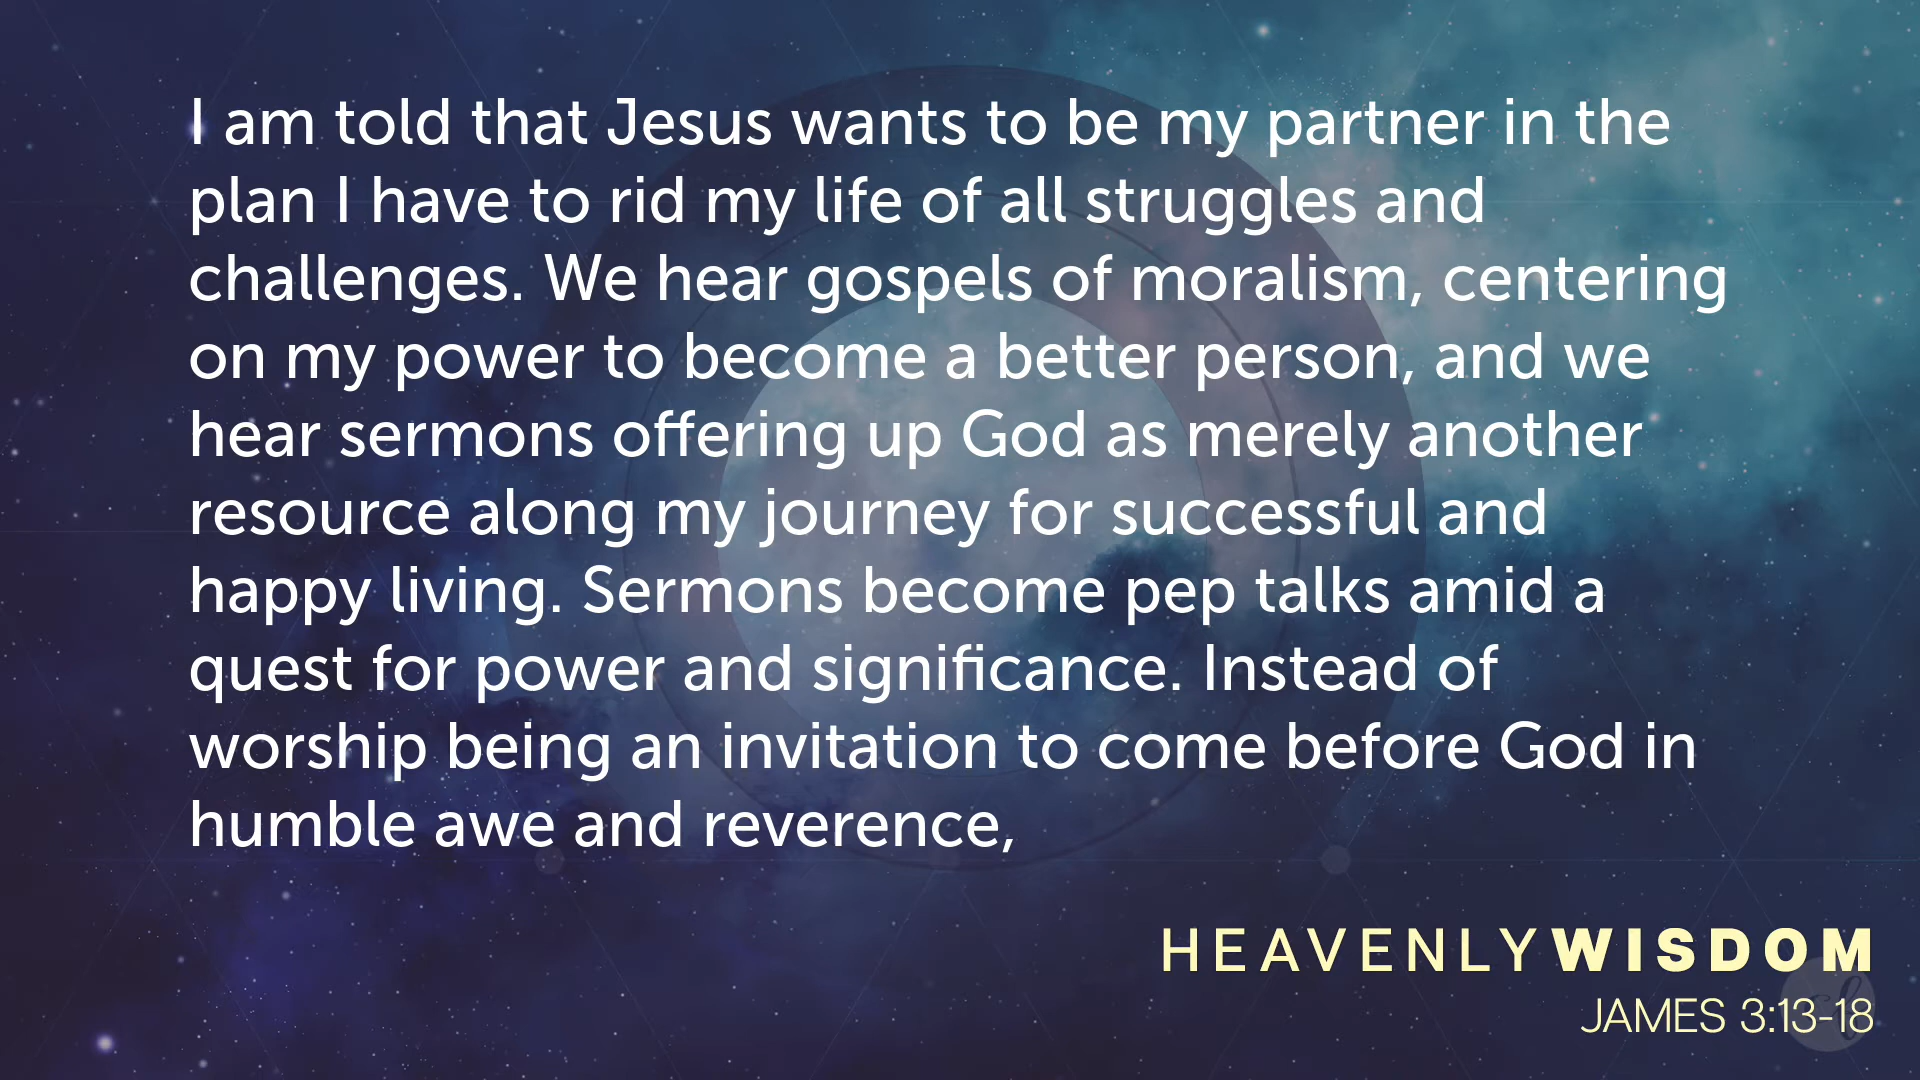 I am told that Jesus wants to be my partner in the
plan I have to rid my life of all struggles and
challenges. We hear gospels of moralism, centering
on my power to become a better person, and we
hear sermons offering up God as merely another
resource along my journey for successful and
happy living. Sermons become pep talks amid a
quest for power and significance. Instead of
worship being an invitation to come before God in
humble awe and reverence,
HEAVENLYWISDOM
JAMES 3:13-18